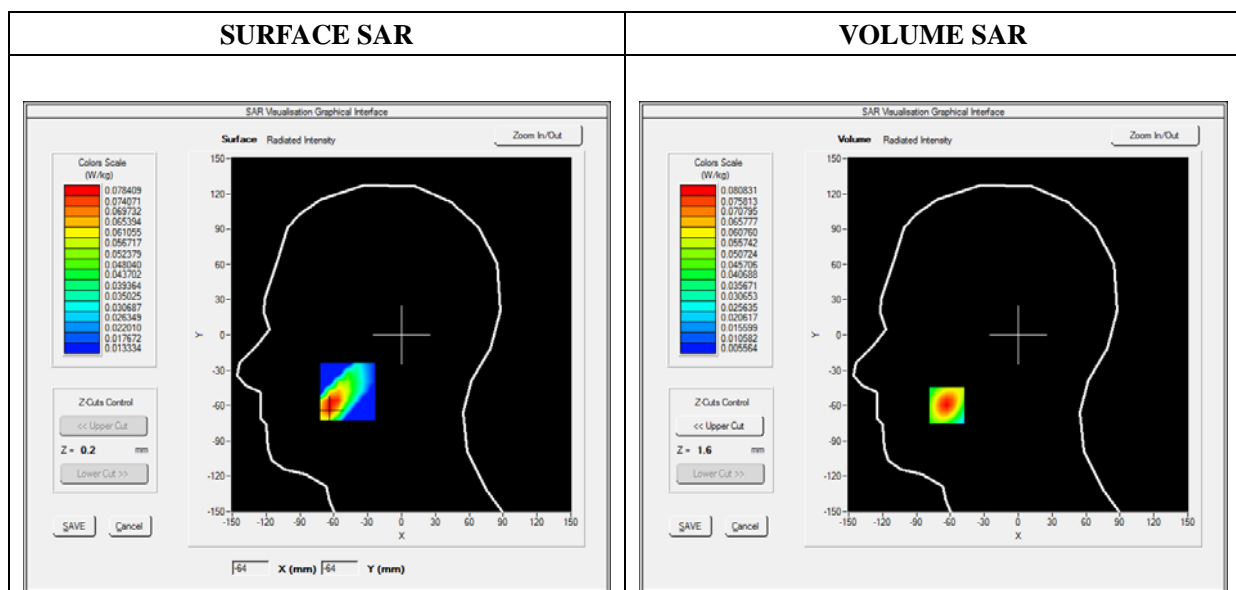 SURFACE SAR
VOLUME SAR
SAR Visualisation Graphical Interface
Surface Radiated Intensity
Zoom In/Out
Colors Scale
(W/kg)
0.078409
0.074071
0.069732
0.065394
0.061055
0.056717
0.052379
0.048040
0.043702
0.039364
0.035025
0.030687
0.026349
0.022010
0.017672
0.013334
150
120
90
60
30
0
-30
-60
-90
-120
-150
Y
-150 -120 -90 -60 -30 0 30 60 90 120 150
X
Z-Cuts Control
<< Upper Cut
Z = 0.2 mm
Lower Cut >>
SAVE Cancel
-64 X (mm) -64 Y (mm)
SAR Visualisation Graphical Interface
Volume Radiated Intensity
Zoom In/Out
Colors Scale
(W/kg)
0.080831
0.075813
0.070795
0.065777
0.060760
0.055742
0.050724
0.045706
0.040688
0.035671
0.030653
0.025635
0.020617
0.015599
0.010582
0.005564
150
120
90
60
30
0
-30
-60
-90
-120
-150
Y
-150 -120 -90 -60 -30 0 30 60 90 120 150
X
Z-Cuts Control
<< Upper Cut
Z = 1.6 mm
Lower Cut >>
SAVE Cancel